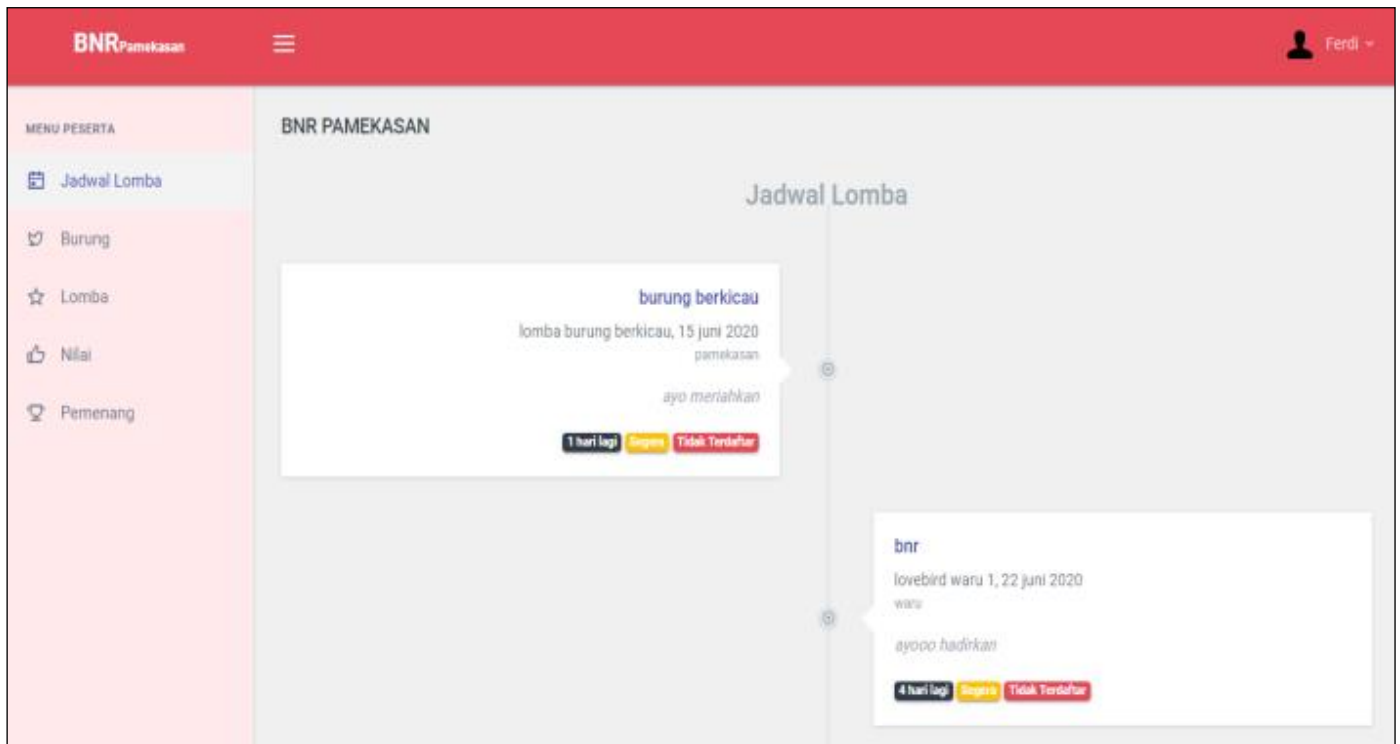 BNRPamekasan
Ferdi
MENU PESERTA
Jadwal Lomba
Burung
Lomba
Nilai
Pemenang
BNR PAMEKASAN
Jadwal Lomba
burung berkicau
lomba burung berkicau, 15 juni 2020
pamekasan
ayo meriahkan
1 hari lagi Segera Tidak Terdaftar
bnr
lovebird waru 1, 22 juni 2020
waru
ayooo hadirkan
4 hari lagi Segera Tidak Terdaftar